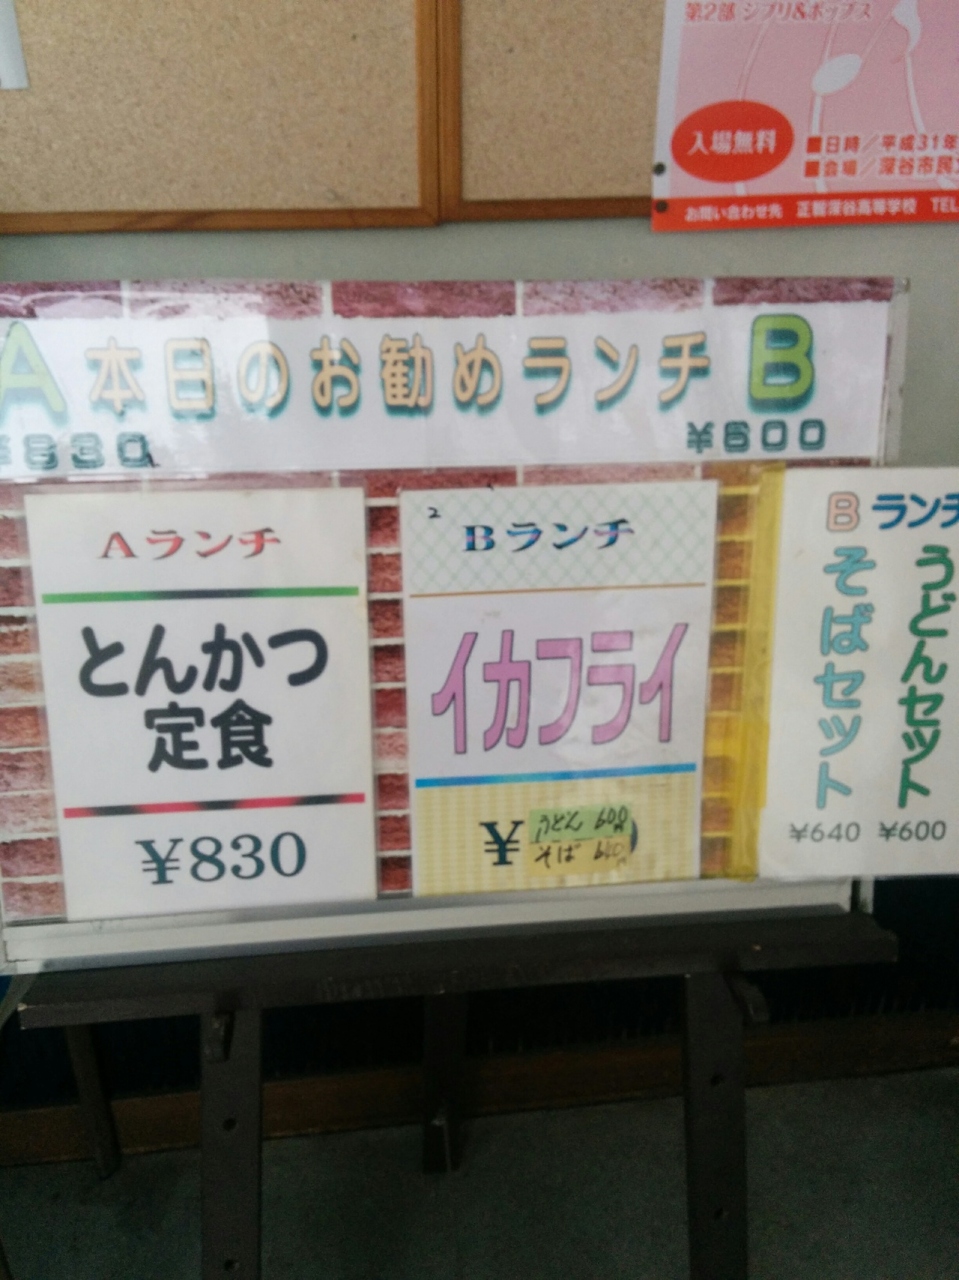 第2部 ジブリ&ポップス
入場無料
■日時／平成31年
■会場／深谷市民文
お問い合わせ先 正智深谷高等学校 TEL
A 本日のお勧めランチ B
¥830
¥600
Aランチ
とんかつ
定食
¥830
2
Bランチ
イカフライ
¥
うどん 600
そば 640
Bランチ
うどんセット
そばセット
¥640 ¥600